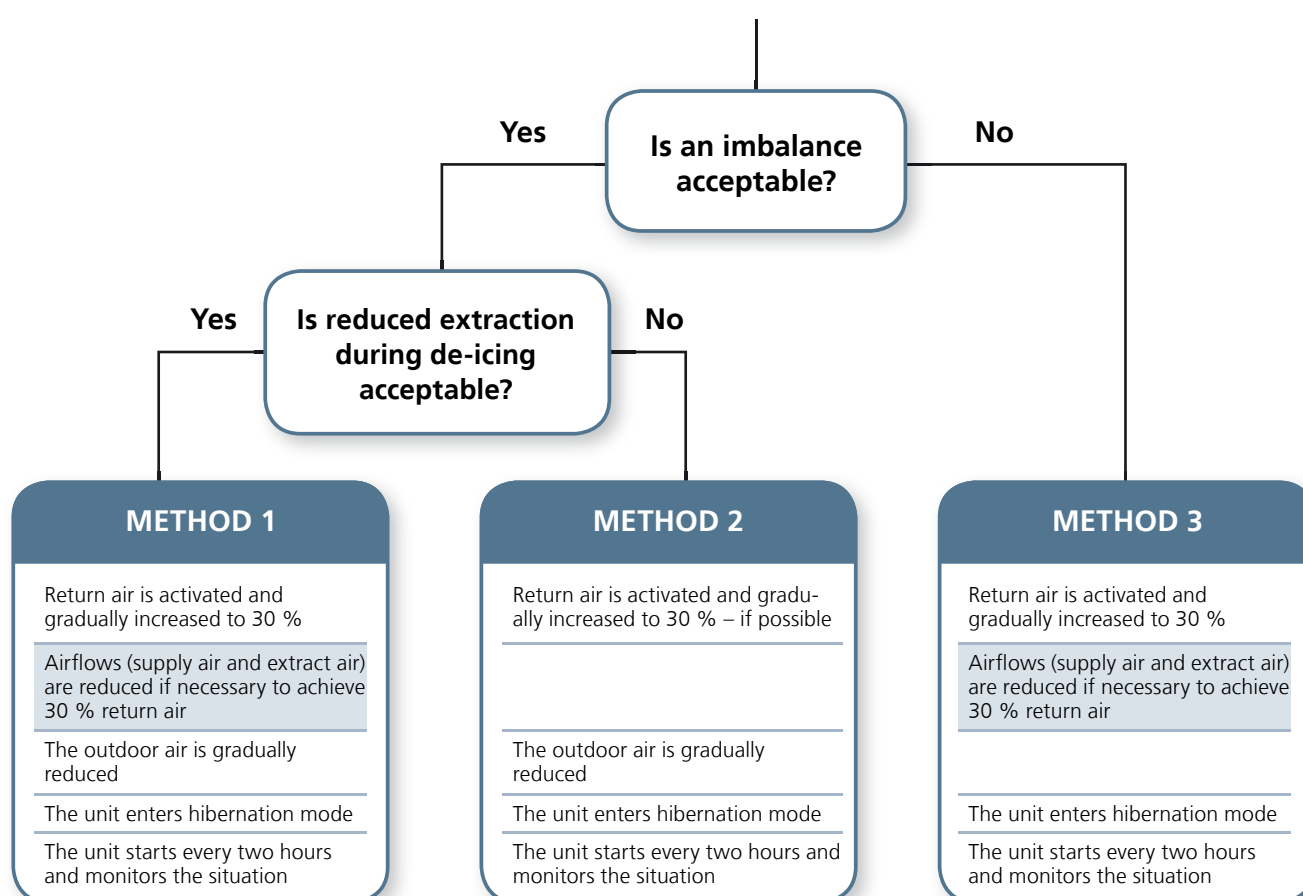 Is an imbalance
acceptable?
Yes
No
Is reduced extraction
during de-icing
acceptable?
Yes
No
METHOD 1
Return air is activated and
gradually increased to 30 %
Airflows (supply air and extract air)
are reduced if necessary to achieve
30 % return air
The outdoor air is gradually
reduced
The unit enters hibernation mode
The unit starts every two hours
and monitors the situation
METHOD 2
Return air is activated and gradu-
ally increased to 30 % – if possible
The outdoor air is gradually
reduced
The unit enters hibernation mode
The unit starts every two hours and
monitors the situation
METHOD 3
Return air is activated and
gradually increased to 30 %
Airflows (supply air and extract air)
are reduced if necessary to achieve
30 % return air
The unit enters hibernation mode
The unit starts every two hours
and monitors the situation